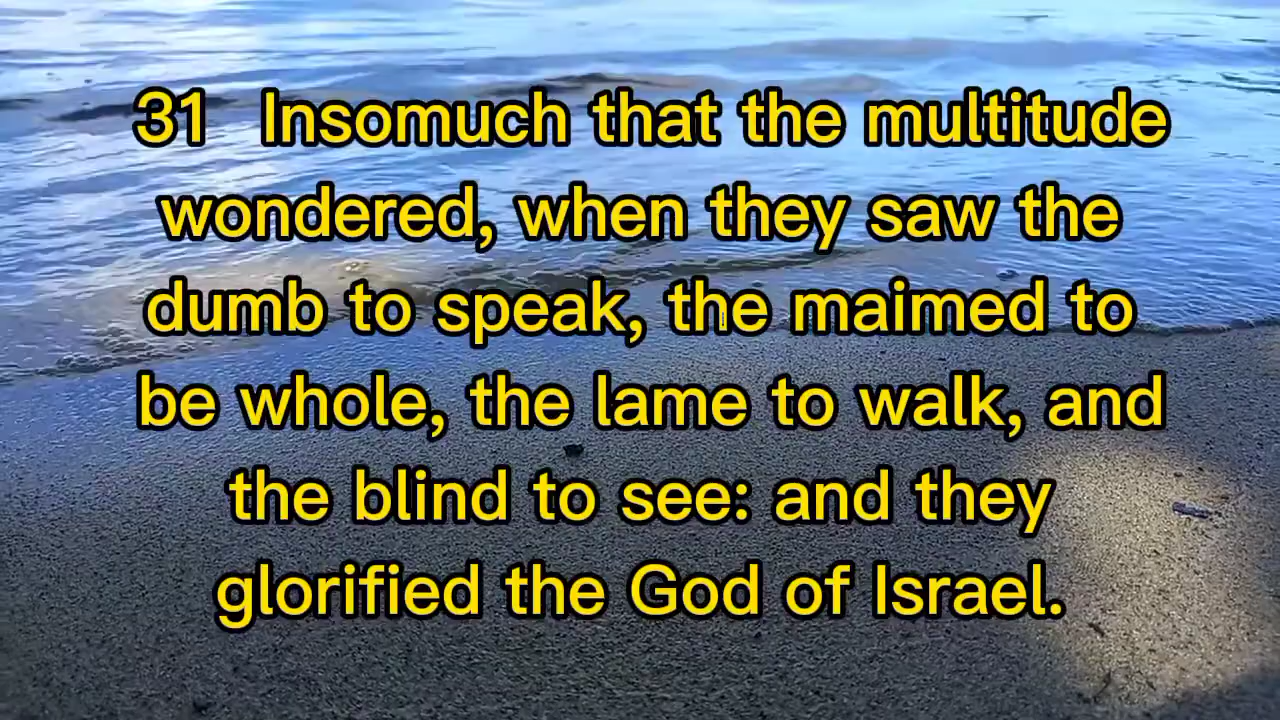 31 Insomuch that the multitude
wondered, when they saw the
dumb to speak, the maimed to
be whole, the lame to walk, and
the blind to see: and they
glorified the God of Israel.